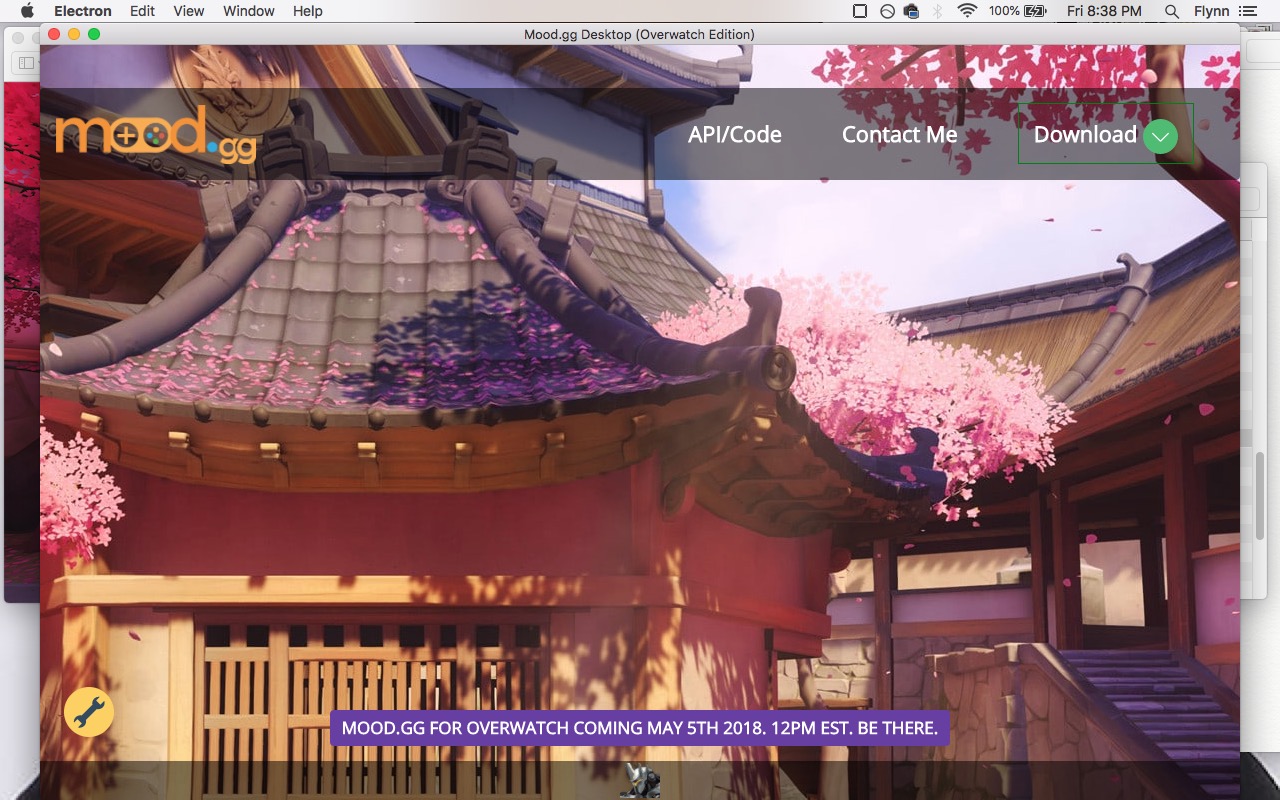 Electron Edit View Window Help 100% Fri 8:38 PM Flynn
Mood.gg Desktop (Overwatch Edition)
mood.gg API/Code Contact Me Download
MOOD.GG FOR OVERWATCH COMING MAY 5TH 2018. 12PM EST. BE THERE.